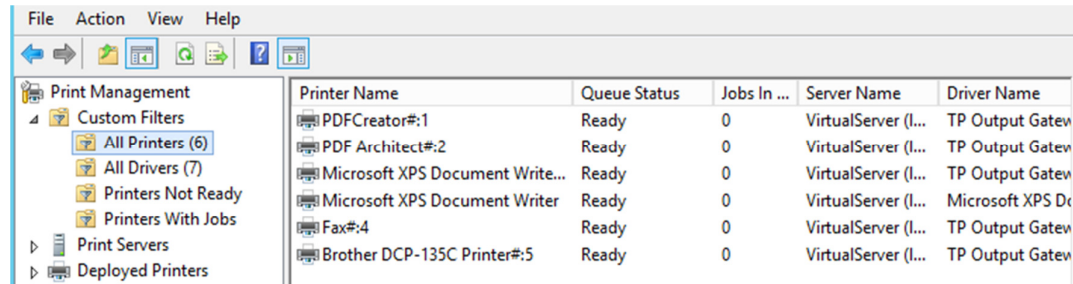 File Action View Help
Print Management
Custom Filters
All Printers (6)
All Drivers (7)
Printers Not Ready
Printers With Jobs
Print Servers
Deployed Printers
Printer Name Queue Status Jobs In ... Server Name Driver Name
PDFCreator#:1 Ready 0 VirtualServer (l... TP Output Gatew
PDF Architect#:2 Ready 0 VirtualServer (l... TP Output Gatew
Microsoft XPS Document Write... Ready 0 VirtualServer (l... TP Output Gatew
Microsoft XPS Document Writer Ready 0 VirtualServer (l... Microsoft XPS Do
Fax#:4 Ready 0 VirtualServer (l... TP Output Gatew
Brother DCP-135C Printer#:5 Ready 0 VirtualServer (l... TP Output Gatew